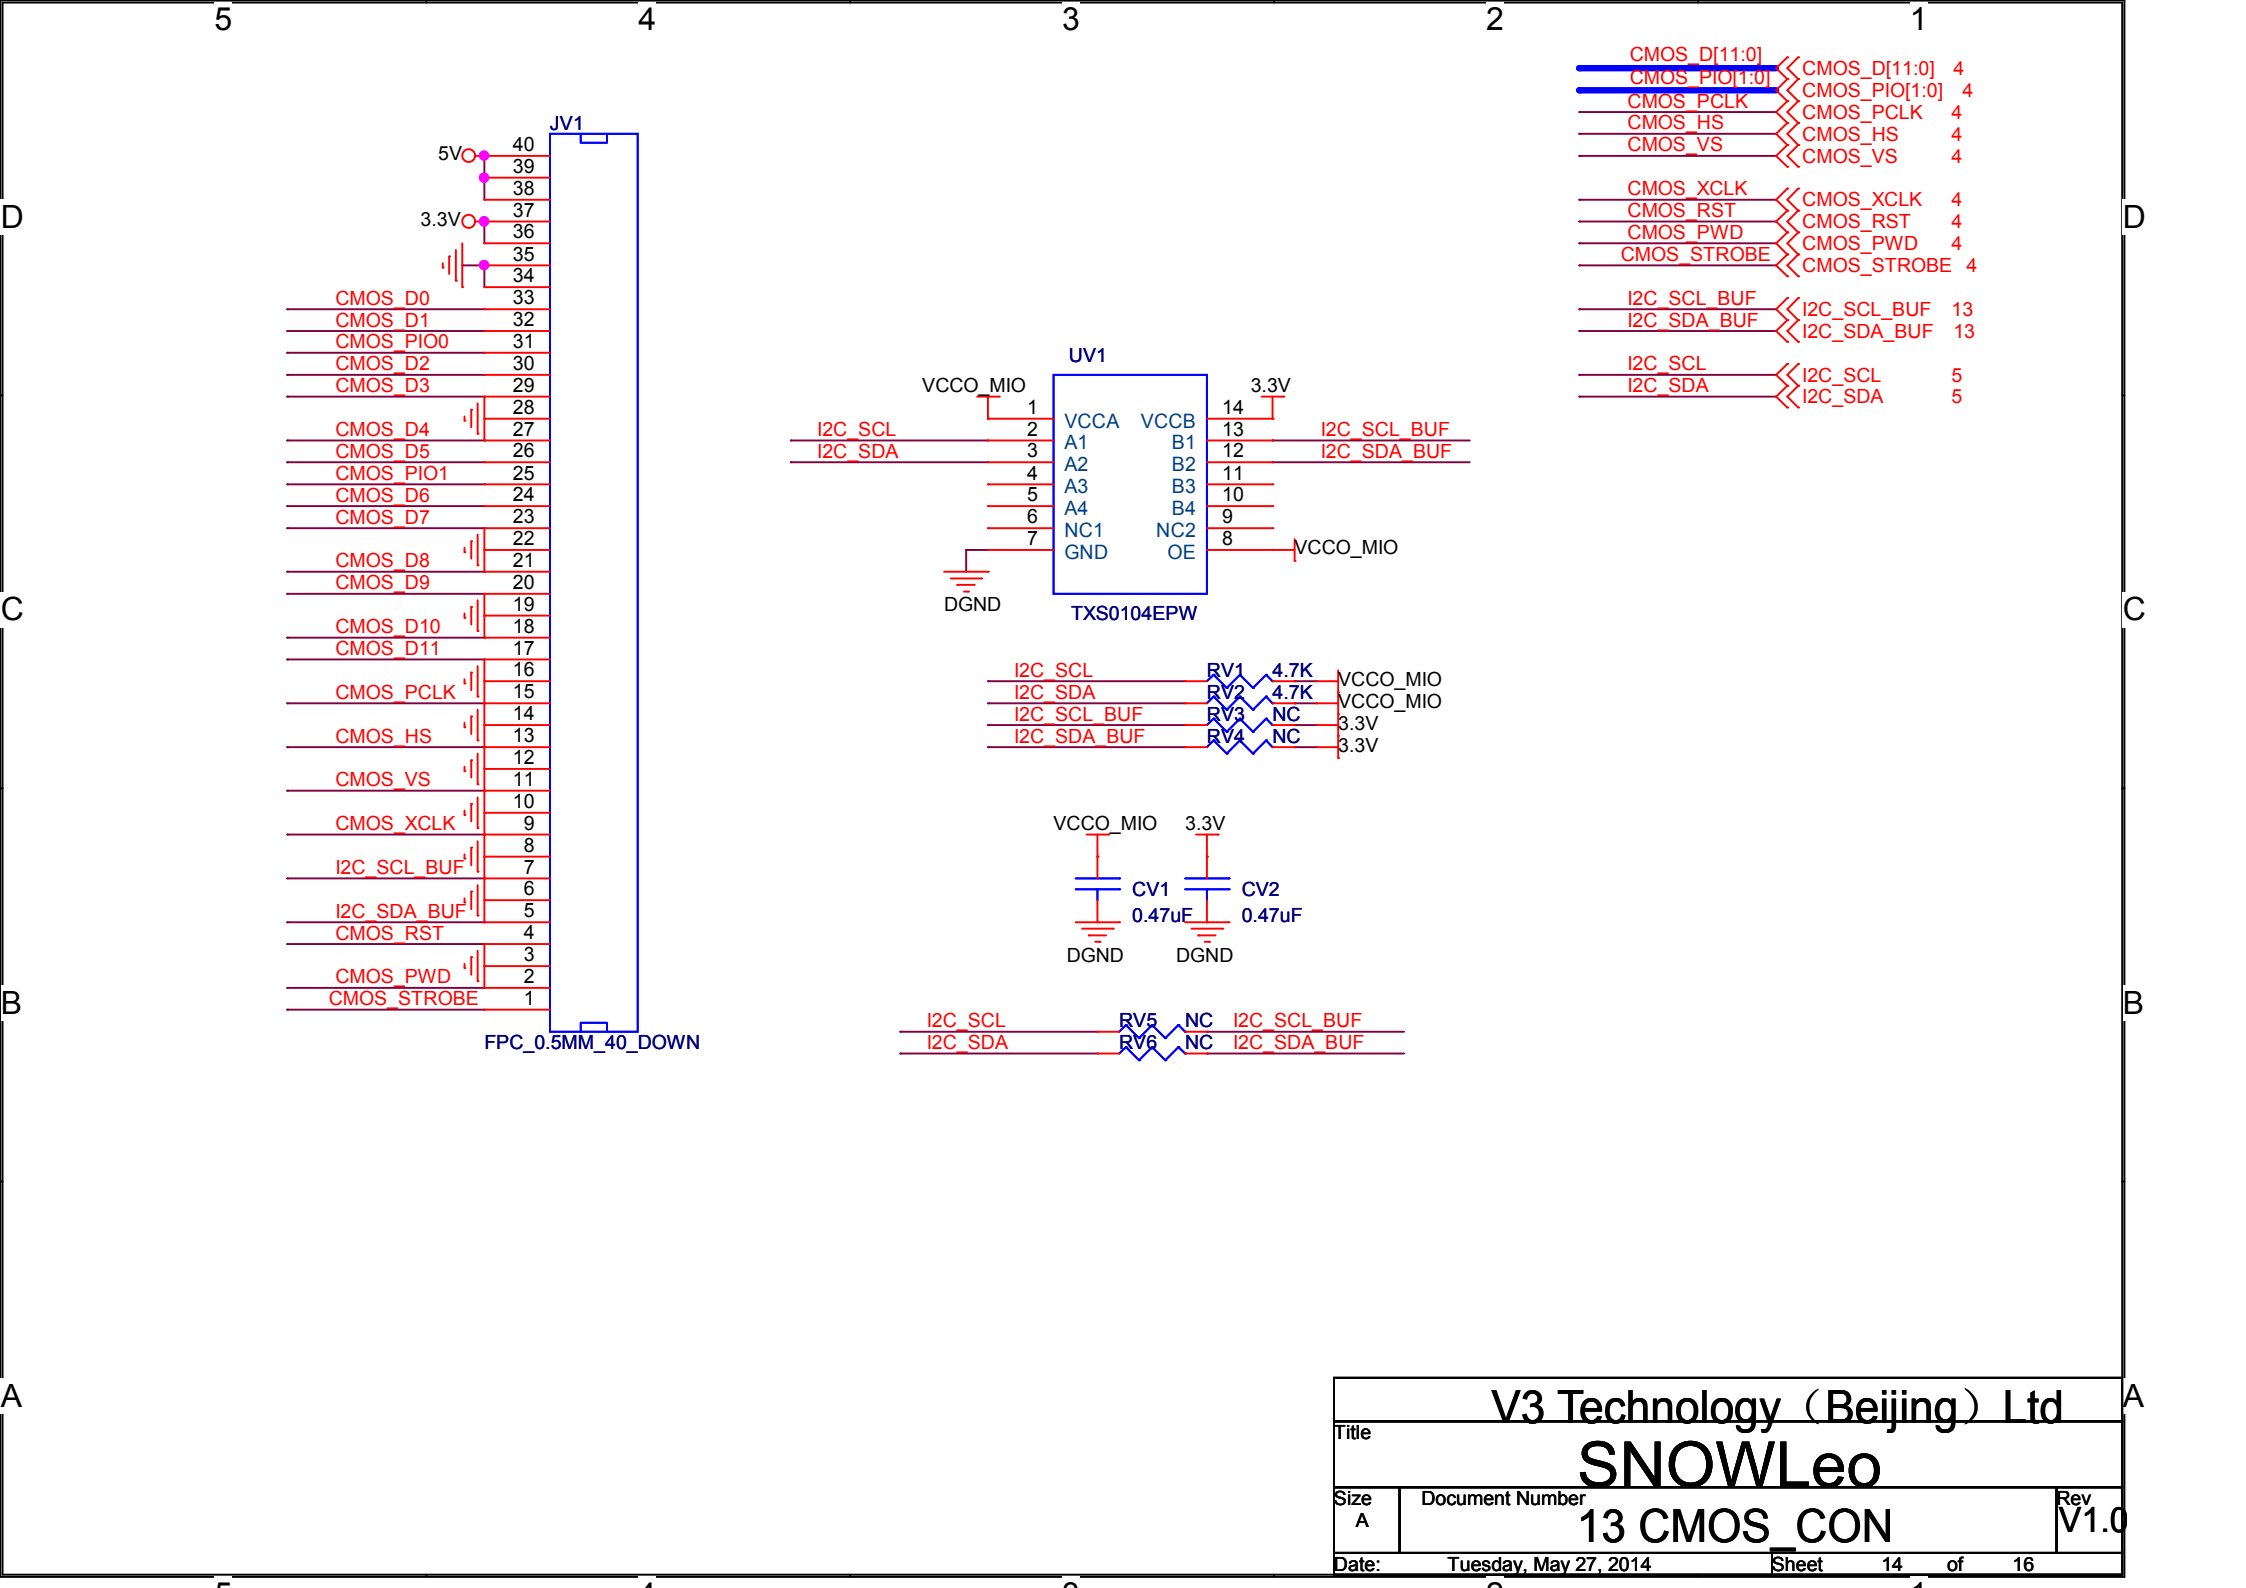 5 4 3 2 1
D
C
B
A
D
C
B
A
JV1
5V
3.3V
40
39
38
37
36
35
34
CMOS_D0 33
CMOS_D1 32
CMOS_PIO0 31
CMOS_D2 30
CMOS_D3 29
28
CMOS_D4 27
CMOS_D5 26
CMOS_PIO1 25
CMOS_D6 24
CMOS_D7 23
22
CMOS_D8 21
CMOS_D9 20
19
CMOS_D10 18
CMOS_D11 17
16
CMOS_PCLK 15
14
CMOS_HS 13
12
CMOS_VS 11
10
CMOS_XCLK 9
8
I2C_SCL_BUF 7
6
I2C_SDA_BUF 5
CMOS_RST 4
3
CMOS_PWD 2
CMOS_STROBE 1
FPC_0.5MM_40_DOWN
UV1
VCCO_MIO 3.3V
1 VCCA VCCB 14
I2C_SCL 2 A1 B1 13 I2C_SCL_BUF
I2C_SDA 3 A2 B2 12 I2C_SDA_BUF
4 A3 B3 11
5 A4 B4 10
6 NC1 NC2 9
7 GND OE 8 VCCO_MIO
DGND
TXS0104EPW
I2C_SCL RV1 4.7K VCCO_MIO
I2C_SDA RV2 4.7K VCCO_MIO
I2C_SCL_BUF RV3 NC 3.3V
I2C_SDA_BUF RV4 NC 3.3V
VCCO_MIO 3.3V
CV1 CV2
0.47uF 0.47uF
DGND DGND
I2C_SCL RV5 NC I2C_SCL_BUF
I2C_SDA RV6 NC I2C_SDA_BUF
CMOS_D[11:0] CMOS_D[11:0] 4
CMOS_PIO[1:0] CMOS_PIO[1:0] 4
CMOS_PCLK CMOS_PCLK 4
CMOS_HS CMOS_HS 4
CMOS_VS CMOS_VS 4
CMOS_XCLK CMOS_XCLK 4
CMOS_RST CMOS_RST 4
CMOS_PWD CMOS_PWD 4
CMOS_STROBE CMOS_STROBE 4
I2C_SCL_BUF I2C_SCL_BUF 13
I2C_SDA_BUF I2C_SDA_BUF 13
I2C_SCL I2C_SCL 5
I2C_SDA I2C_SDA 5
V3 Technology（Beijing）Ltd
Title
SNOWLeo
Size Document Number Rev
A 13 CMOS_CON V1.0
Date: Tuesday, May 27, 2014 Sheet 14 of 16